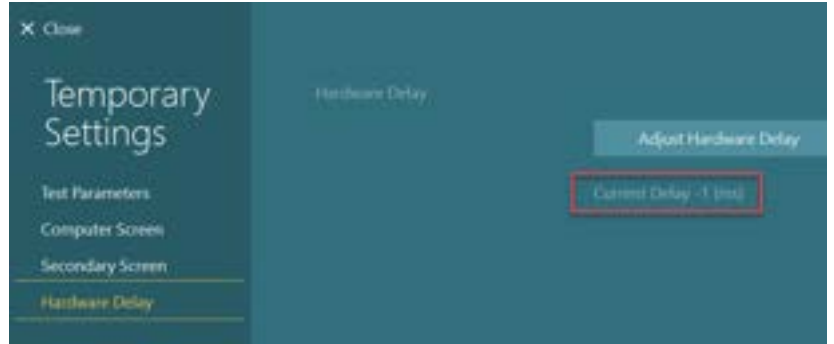 X Close
Temporary
Settings
Hardware Delay
Adjust Hardware Delay
Test Parameters
Current Delay -1 (ms)
Computer Screen
Secondary Screen
Hardware Delay